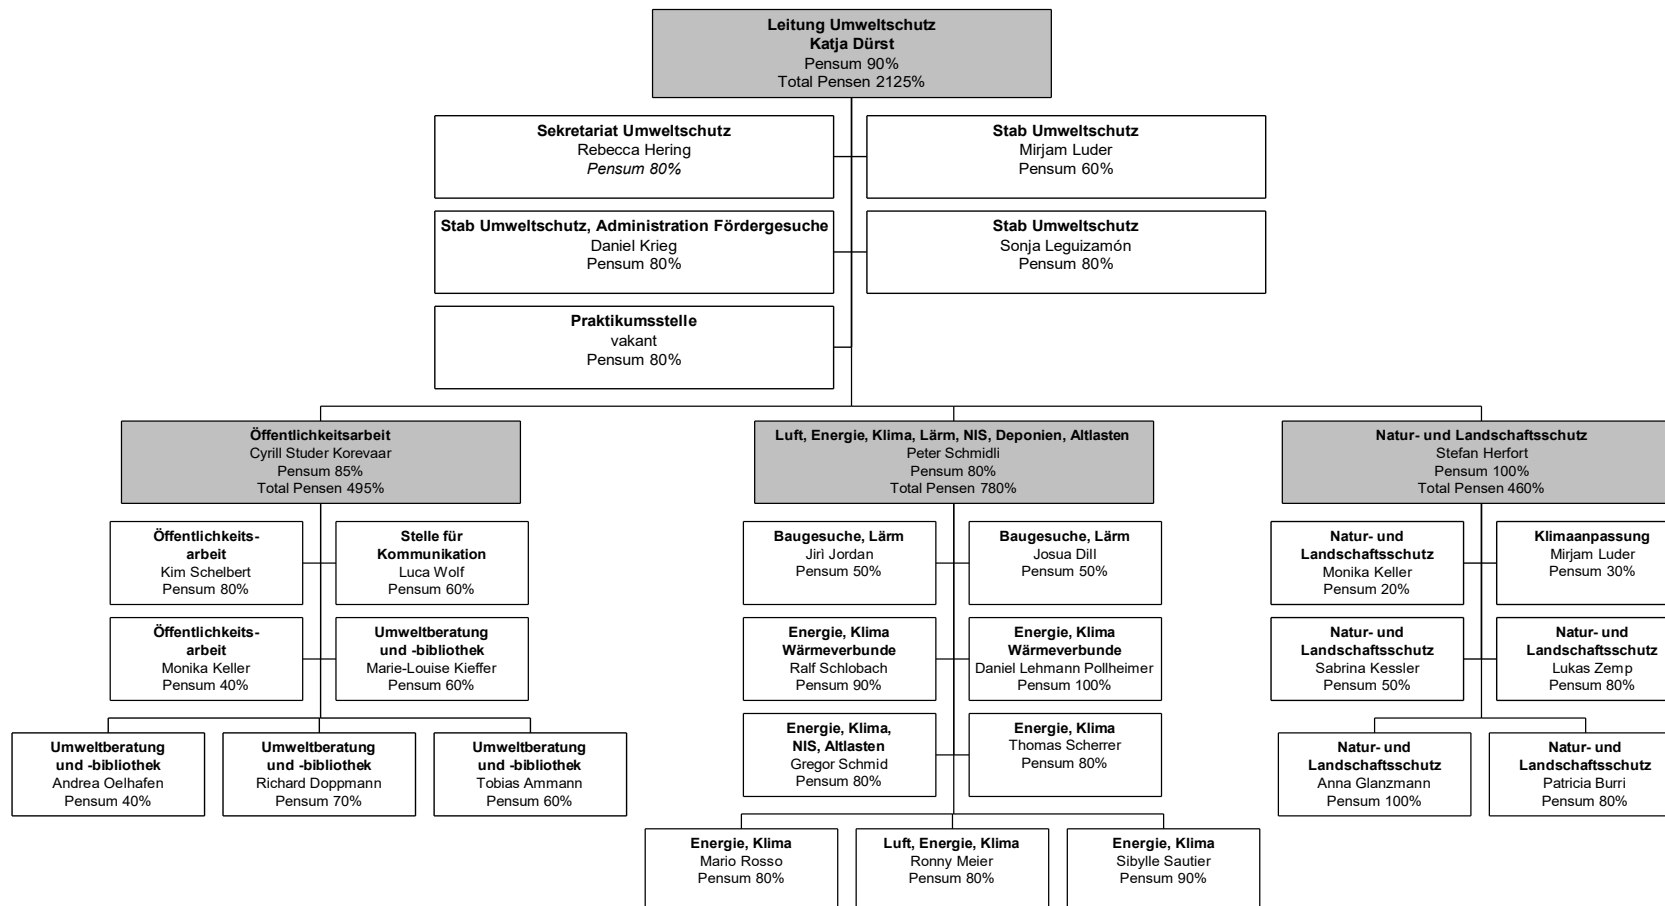 Leitung Umweltschutz
Katja Dürst
Pensum 90%
Total Pensen 2125%
Sekretariat Umweltschutz
Rebecca Hering
Pensum 80%
Stab Umweltschutz
Mirjam Luder
Pensum 60%
Stab Umweltschutz, Administration Fördergesuche
Daniel Krieg
Pensum 80%
Stab Umweltschutz
Sonja Leguizamón
Pensum 80%
Praktikumsstelle
vakant
Pensum 80%
Öffentlichkeitsarbeit
Cyrill Studer Korevaar
Pensum 85%
Total Pensen 495%
Luft, Energie, Klima, Lärm, NIS, Deponien, Altlasten
Peter Schmidli
Pensum 80%
Total Pensen 780%
Natur- und Landschaftsschutz
Stefan Herfort
Pensum 100%
Total Pensen 460%
Öffentlichkeits-
arbeit
Kim Schelbert
Pensum 80%
Stelle für
Kommunikation
Luca Wolf
Pensum 60%
Baugesuche, Lärm
Jirì Jordan
Pensum 50%
Baugesuche, Lärm
Josua Dill
Pensum 50%
Natur- und
Landschaftsschutz
Monika Keller
Pensum 20%
Klimaanpassung
Mirjam Luder
Pensum 30%
Öffentlichkeits-
arbeit
Monika Keller
Pensum 40%
Umweltberatung
und -bibliothek
Marie-Louise Kieffer
Pensum 60%
Energie, Klima
Wärmeverbunde
Ralf Schlobach
Pensum 90%
Energie, Klima
Wärmeverbunde
Daniel Lehmann Pollheimer
Pensum 100%
Natur- und
Landschaftsschutz
Sabrina Kessler
Pensum 50%
Natur- und
Landschaftsschutz
Lukas Zemp
Pensum 80%
Umweltberatung
und -bibliothek
Andrea Oelhafen
Pensum 40%
Umweltberatung
und -bibliothek
Richard Doppmann
Pensum 70%
Umweltberatung
und -bibliothek
Tobias Ammann
Pensum 60%
Energie, Klima,
NIS, Altlasten
Gregor Schmid
Pensum 80%
Energie, Klima
Thomas Scherrer
Pensum 80%
Natur- und
Landschaftsschutz
Anna Glanzmann
Pensum 100%
Natur- und
Landschaftsschutz
Patricia Burri
Pensum 80%
Energie, Klima
Mario Rosso
Pensum 80%
Luft, Energie, Klima
Ronny Meier
Pensum 80%
Energie, Klima
Sibylle Sautier
Pensum 90%